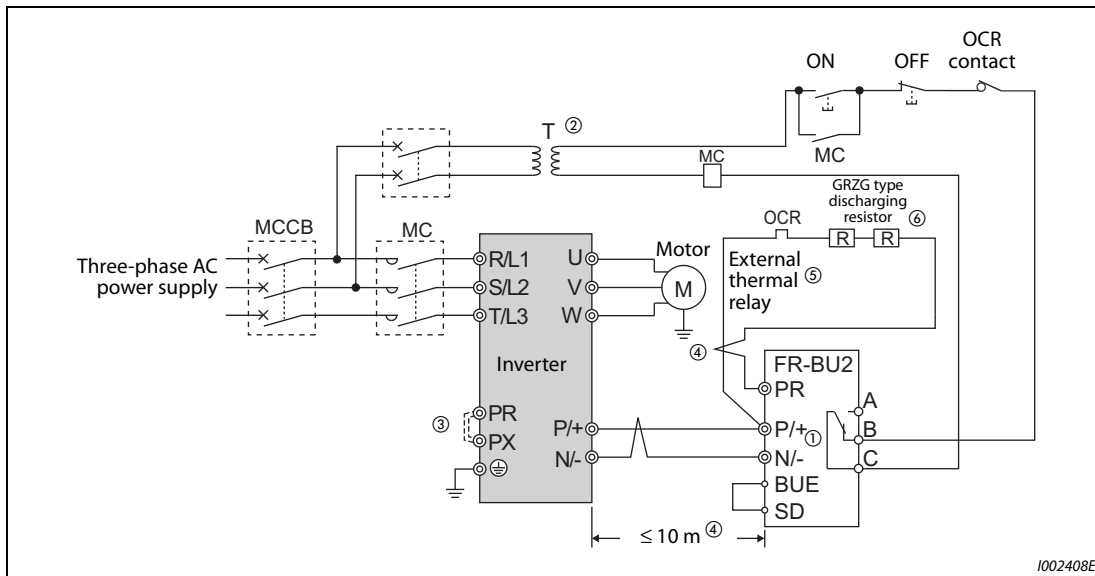 OCR
contact
ON
OFF
T ②
MC
MC
MCCB
MC
Three-phase AC
power supply
R/L1
S/L2
T/L3
U
V
W
Motor
M
Inverter
③
PR
PX
P/+
N/-
GRZG type
discharging
resistor ⑥
OCR
R
R
External
thermal ⑤
relay
④
FR-BU2
PR
P/+ ①
N/-
BUE
SD
A
B
C
≤ 10 m ④
I002408E